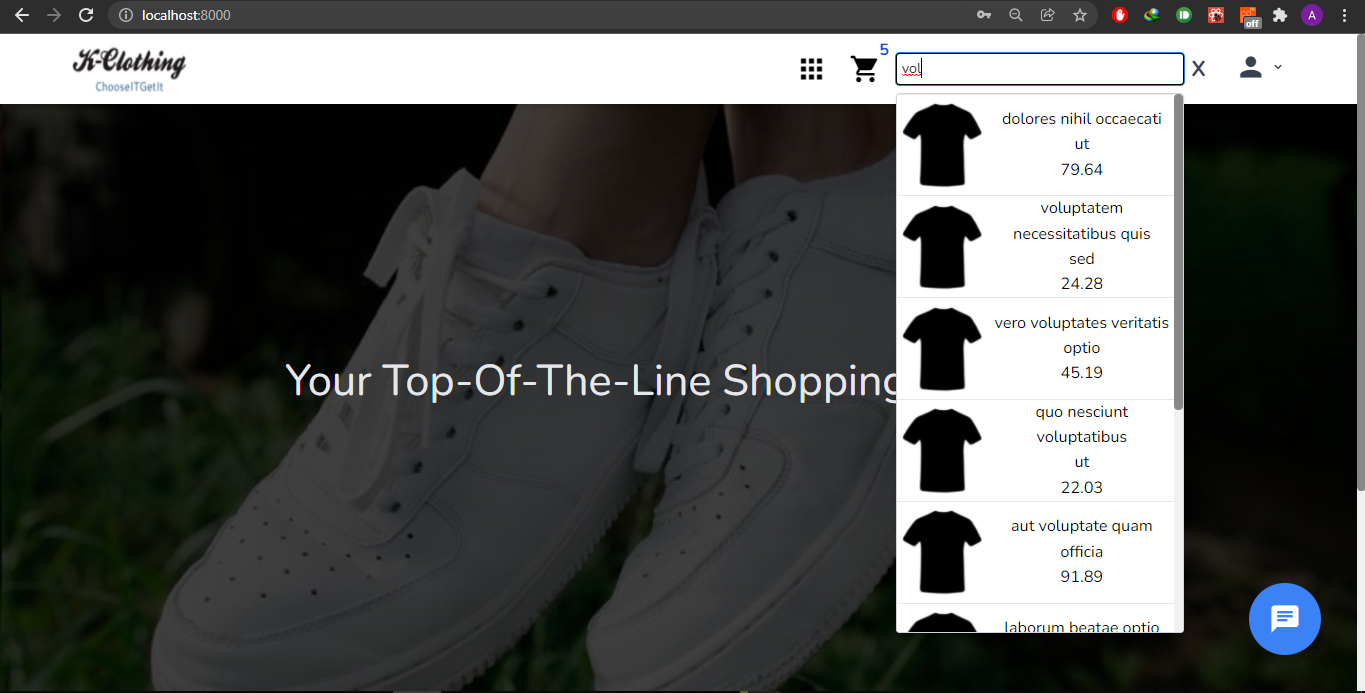 localhost:8000
off
A
K-Clothing
ChooseITGetIt
5
vol
X
dolores nihil occaecati
ut
79.64
voluptatem
necessitatibus quis
sed
24.28
vero voluptates veritatis
optio
45.19
quo nesciunt
voluptatibus
ut
22.03
aut voluptate quam
officia
91.89
laborum beatae optio
Your Top-Of-The-Line Shopping